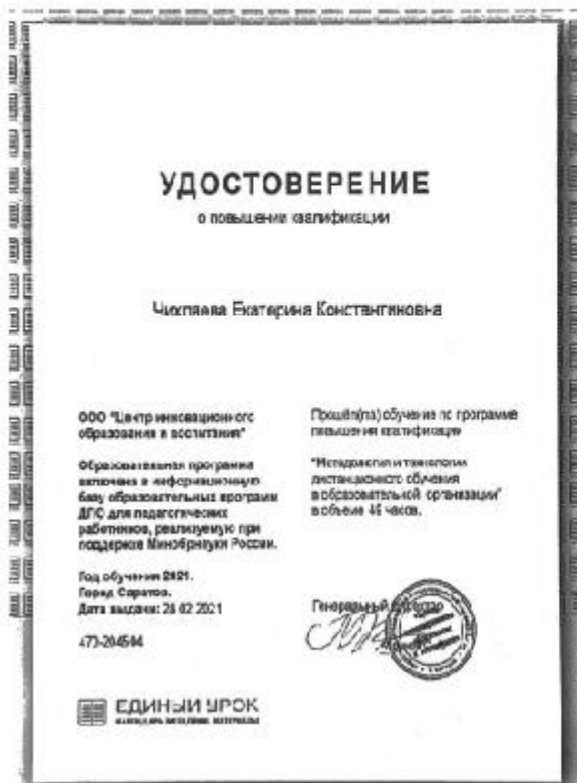 УДОСТОВЕРЕНИЕ
о повышении квалификации
Екатерина Константиновна
ООО "Центр инновационного
образования и воспитания"
Образовательная программа
включена в информационную
базу образовательных программ
ДПО для педагогических
работников, реализуемую при
поддержке Минобрнауки России.
Год обучения 2021.
Город Саратов.
Дата выдачи: 28.02.2021
Прошёл(ла) обучение по программе
повышения квалификации
"Методология и технологии
дистанционного обучения
в образовательной организации"
в объеме часов.
Генеральный директор
ЕДИНЫЙ УРОК